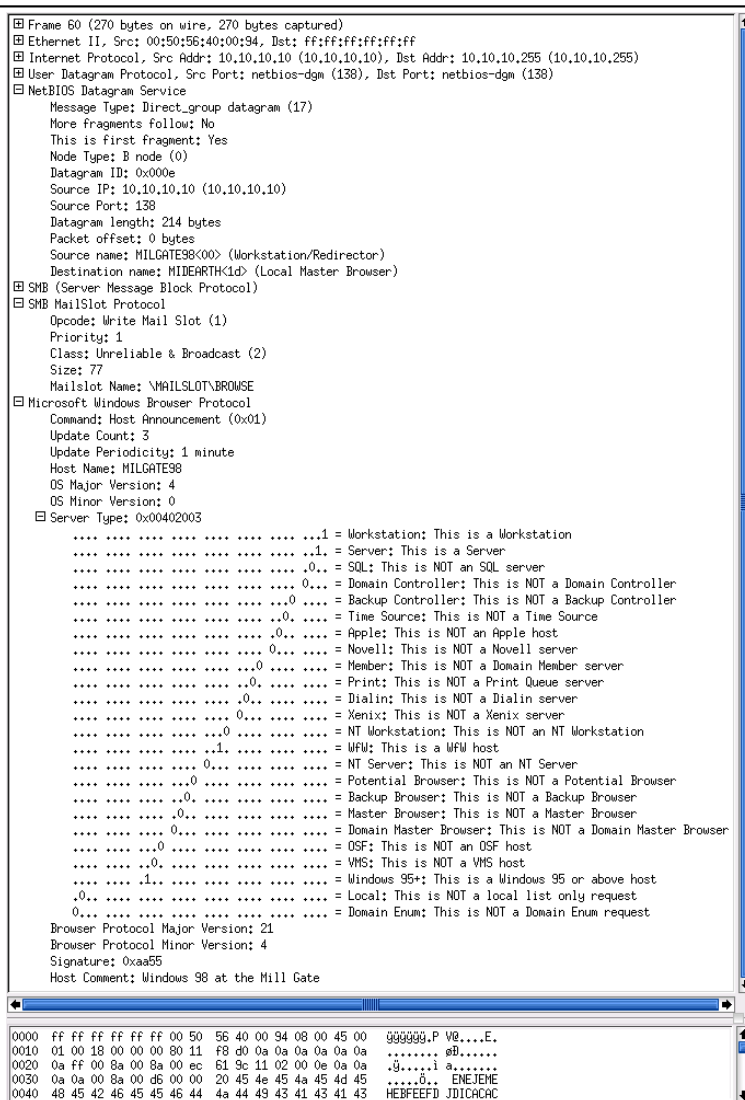 Frame 60 (270 bytes on wire, 270 bytes captured)
Ethernet II, Src: 00:50:56:40:00:94, Dst: ff:ff:ff:ff:ff:ff
Internet Protocol, Src Addr: 10.10.10.10 (10.10.10.10), Dst Addr: 10.10.10.255 (10.10.10.255)
User Datagram Protocol, Src Port: netbios-dgm (138), Dst Port: netbios-dgm (138)
NetBIOS Datagram Service
Message Type: Direct_group datagram (17)
More fragments follow: No
This is first fragment: Yes
Node Type: B node (0)
Datagram ID: 0x000e
Source IP: 10.10.10.10 (10.10.10.10)
Source Port: 138
Datagram length: 214 bytes
Packet offset: 0 bytes
Source name: MILGATE98<00> (Workstation/Redirector)
Destination name: MIDEARTH<1d> (Local Master Browser)
SMB (Server Message Block Protocol)
SMB MailSlot Protocol
Opcode: Write Mail Slot (1)
Priority: 1
Class: Unreliable & Broadcast (2)
Size: 77
Mailslot Name: \MAILSLOT\BROWSE
Microsoft Windows Browser Protocol
Command: Host Announcement (0x01)
Update Count: 3
Update Periodicity: 1 minute
Host Name: MILGATE98
OS Major Version: 4
OS Minor Version: 0
Server Type: 0x00402003
.... .... .... .... .... .... .... ...1 = Workstation: This is a Workstation
.... .... .... .... .... .... .... ..1. = Server: This is a Server
.... .... .... .... .... .... .... .0.. = SQL: This is NOT an SQL server
.... .... .... .... .... .... .... 0... = Domain Controller: This is NOT a Domain Controller
.... .... .... .... .... .... ...0 .... = Backup Controller: This is NOT a Backup Controller
.... .... .... .... .... .... ..0. .... = Time Source: This is NOT a Time Source
.... .... .... .... .... .... .0.. .... = Apple: This is NOT an Apple host
.... .... .... .... .... .... 0... .... = Novell: This is NOT a Novell server
.... .... .... .... .... ...0 .... .... = Member: This is NOT a Domain Member server
.... .... .... .... .... ..0. .... .... = Print: This is NOT a Print Queue server
.... .... .... .... .... .0.. .... .... = Dialin: This is NOT a Dialin server
.... .... .... .... .... 0... .... .... = Xenix: This is NOT a Xenix server
.... .... .... .... ...0 .... .... .... = NT Workstation: This is NOT an NT Workstation
.... .... .... .... ..1. .... .... .... = WfW: This is a WfW host
.... .... .... .... 0... .... .... .... = NT Server: This is NOT an NT Server
.... .... .... ...0 .... .... .... .... = Potential Browser: This is NOT a Potential Browser
.... .... .... ..0. .... .... .... .... = Backup Browser: This is NOT a Backup Browser
.... .... .... .0.. .... .... .... .... = Master Browser: This is NOT a Master Browser
.... .... .... 0... .... .... .... .... = Domain Master Browser: This is NOT a Domain Master Browser
.... .... ...0 .... .... .... .... .... = OSF: This is NOT an OSF host
.... .... ..0. .... .... .... .... .... = VMS: This is NOT a VMS host
.... .... .1.. .... .... .... .... .... = Windows 95+: This is a Windows 95 or above host
.0.. .... .... .... .... .... .... .... = Local: This is NOT a local list only request
0... .... .... .... .... .... .... .... = Domain Enum: This is NOT a Domain Enum request
Browser Protocol Major Version: 21
Browser Protocol Minor Version: 4
Signature: 0xaa55
Host Comment: Windows 98 at the Mill Gate
0000 ff ff ff ff ff ff 00 50 56 40 00 94 08 00 45 00 ÿÿÿÿÿÿ.P V@....E.
0010 01 00 18 00 00 00 80 11 f8 d0 0a 0a 0a 0a 0a 0a ........ øÐ......
0020 0a ff 00 8a 00 8a 00 ec 61 9c 11 02 00 0e 0a 0a .ÿ.....ì a.......
0030 0a 0a 00 8a 00 d6 00 00 20 45 4e 45 4a 45 4d 45 .....Ö.. ENEJEME
0040 48 45 42 46 45 45 46 44 4a 44 49 43 41 43 41 43 HEBFEEFD JDICACAC